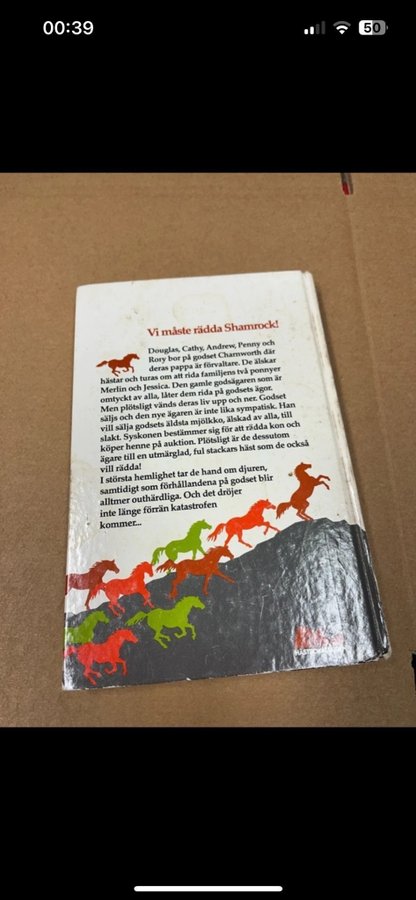 00:39
50
Vi måste rädda Shamrock!
Douglas, Cathy, Andrew, Penny och
Rory bor på godset Charnworth där
deras pappa är förvaltare. De älskar
hästar och turas om att rida familjens två ponnyer
Merlin och Jessica. Den gamle godsägaren som är
omtyckt av alla, låter dem rida på godsets ägor.
Men plötsligt vänds deras liv upp och ner. Godset
säljs och den nye ägaren är inte lika sympatisk. Han
vill sälja godsets äldsta mjölkko, älskad av alla, till
slakt. Syskonen bestämmer sig för att rädda kon och
köper henne på auktion. Plötsligt är de dessutom
ägare till en utmärglad, ful stackars häst som de också
vill rädda!
I största hemlighet tar de hand om djuren,
samtidigt som förhållandena på godset blir
alltmer outhärdliga. Och det dröjer
inte länge förrän katastrofen
kommer...